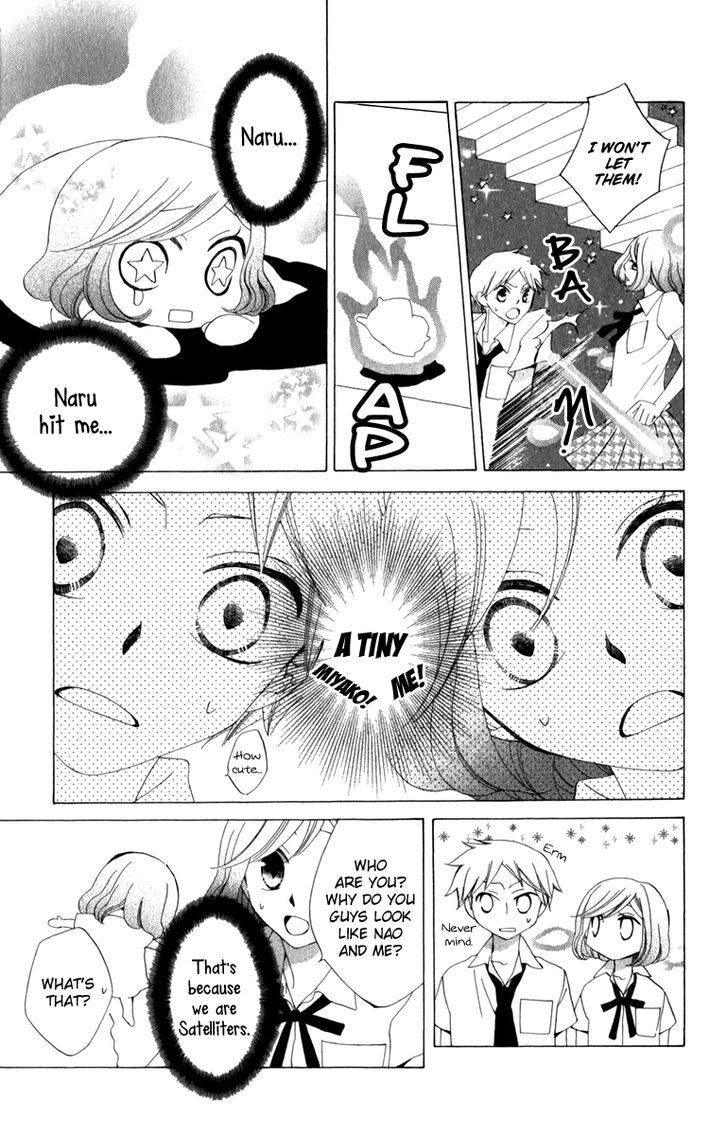 I WON'T
LET
THEM!
BA
N
FL
AP
Naru...
Naru
hit me...
A TINY
MIYAKO!
ME!
How
cute...
Erm
Never
mind.
WHO
ARE YOU?
WHY DO YOU
GUYS LOOK
LIKE NAO
AND ME?
That's
because
we are
Satelliters.
WHAT'S
THAT?